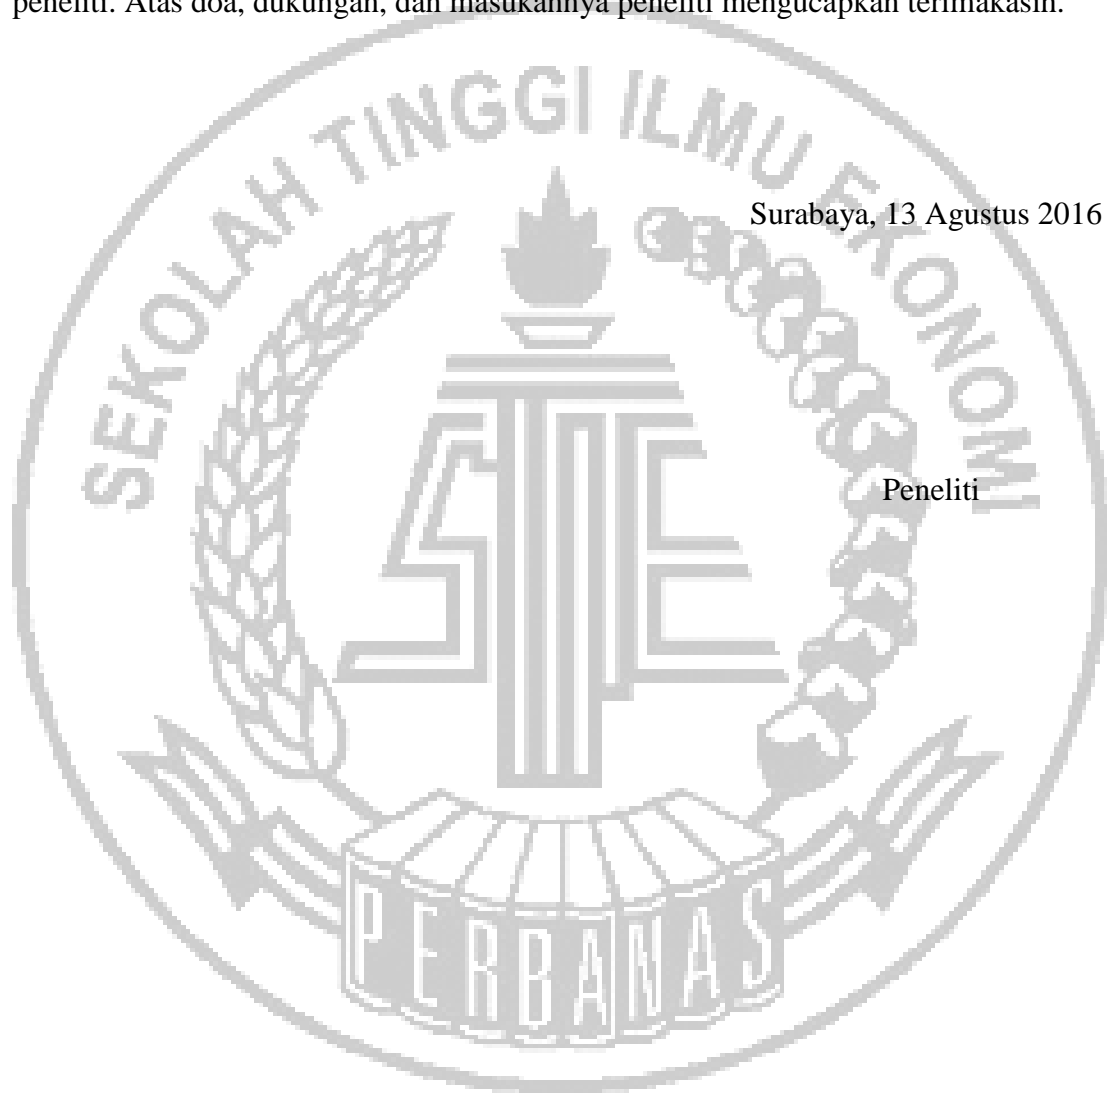 peneliti. Atas doa, dukungan, dan masukannya peneliti mengucapkan terimakasih.
SEKOLAH TINGGI ILMU EKONOMI
Surabaya, 13 Agustus 2016
STIE
Peneliti
PERBANAS